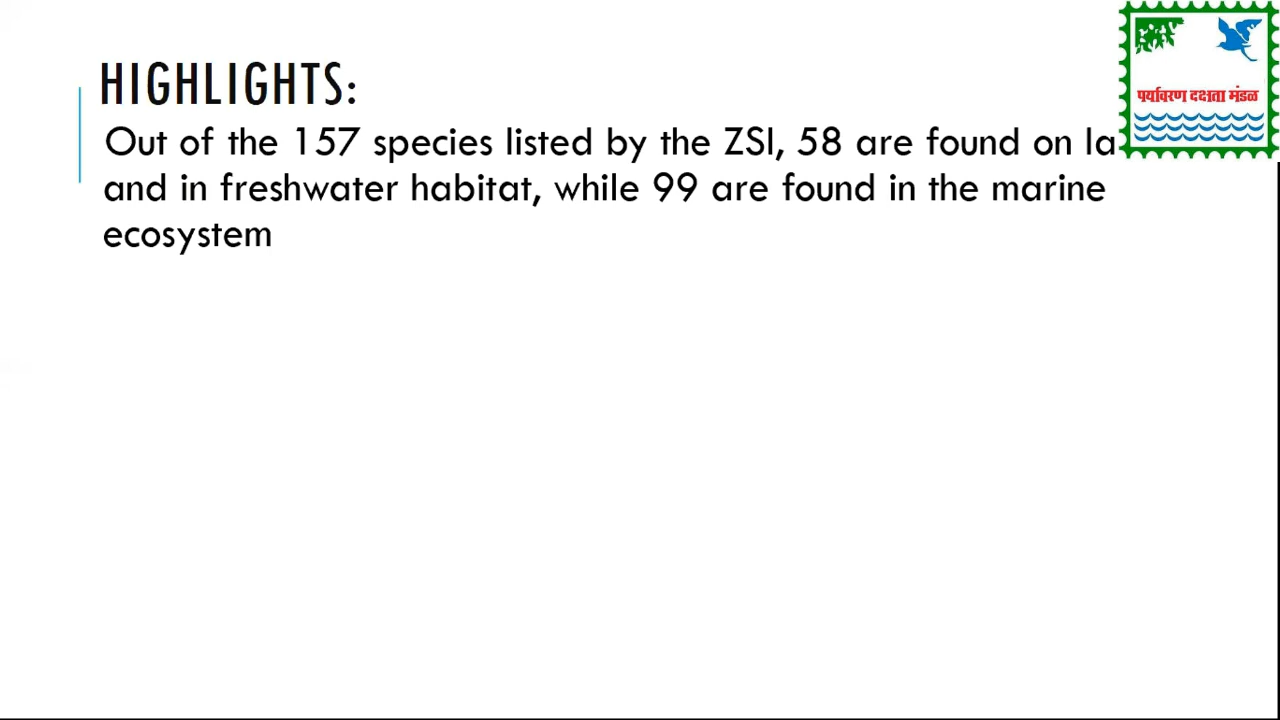 HIGHLIGHTS:
Out of the 157 species listed by the ZSI, 58 are found on la
and in freshwater habitat, while 99 are found in the marine
ecosystem
पर्यावरण दक्षता मंडळ